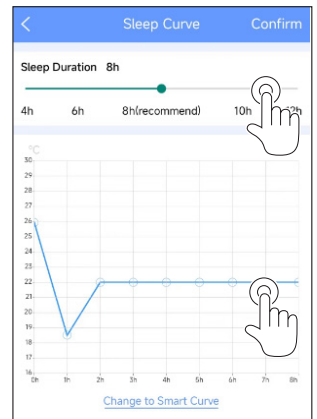 Sleep Curve Confirm
Sleep Duration 8h
4h 6h 8h(recommend) 10h 12h
°C
30
29
28
27
26
25
24
23
22
21
20
19
18
17
16
0h 1h 2h 3h 4h 5h 6h 7h 8h
Change to Smart Curve